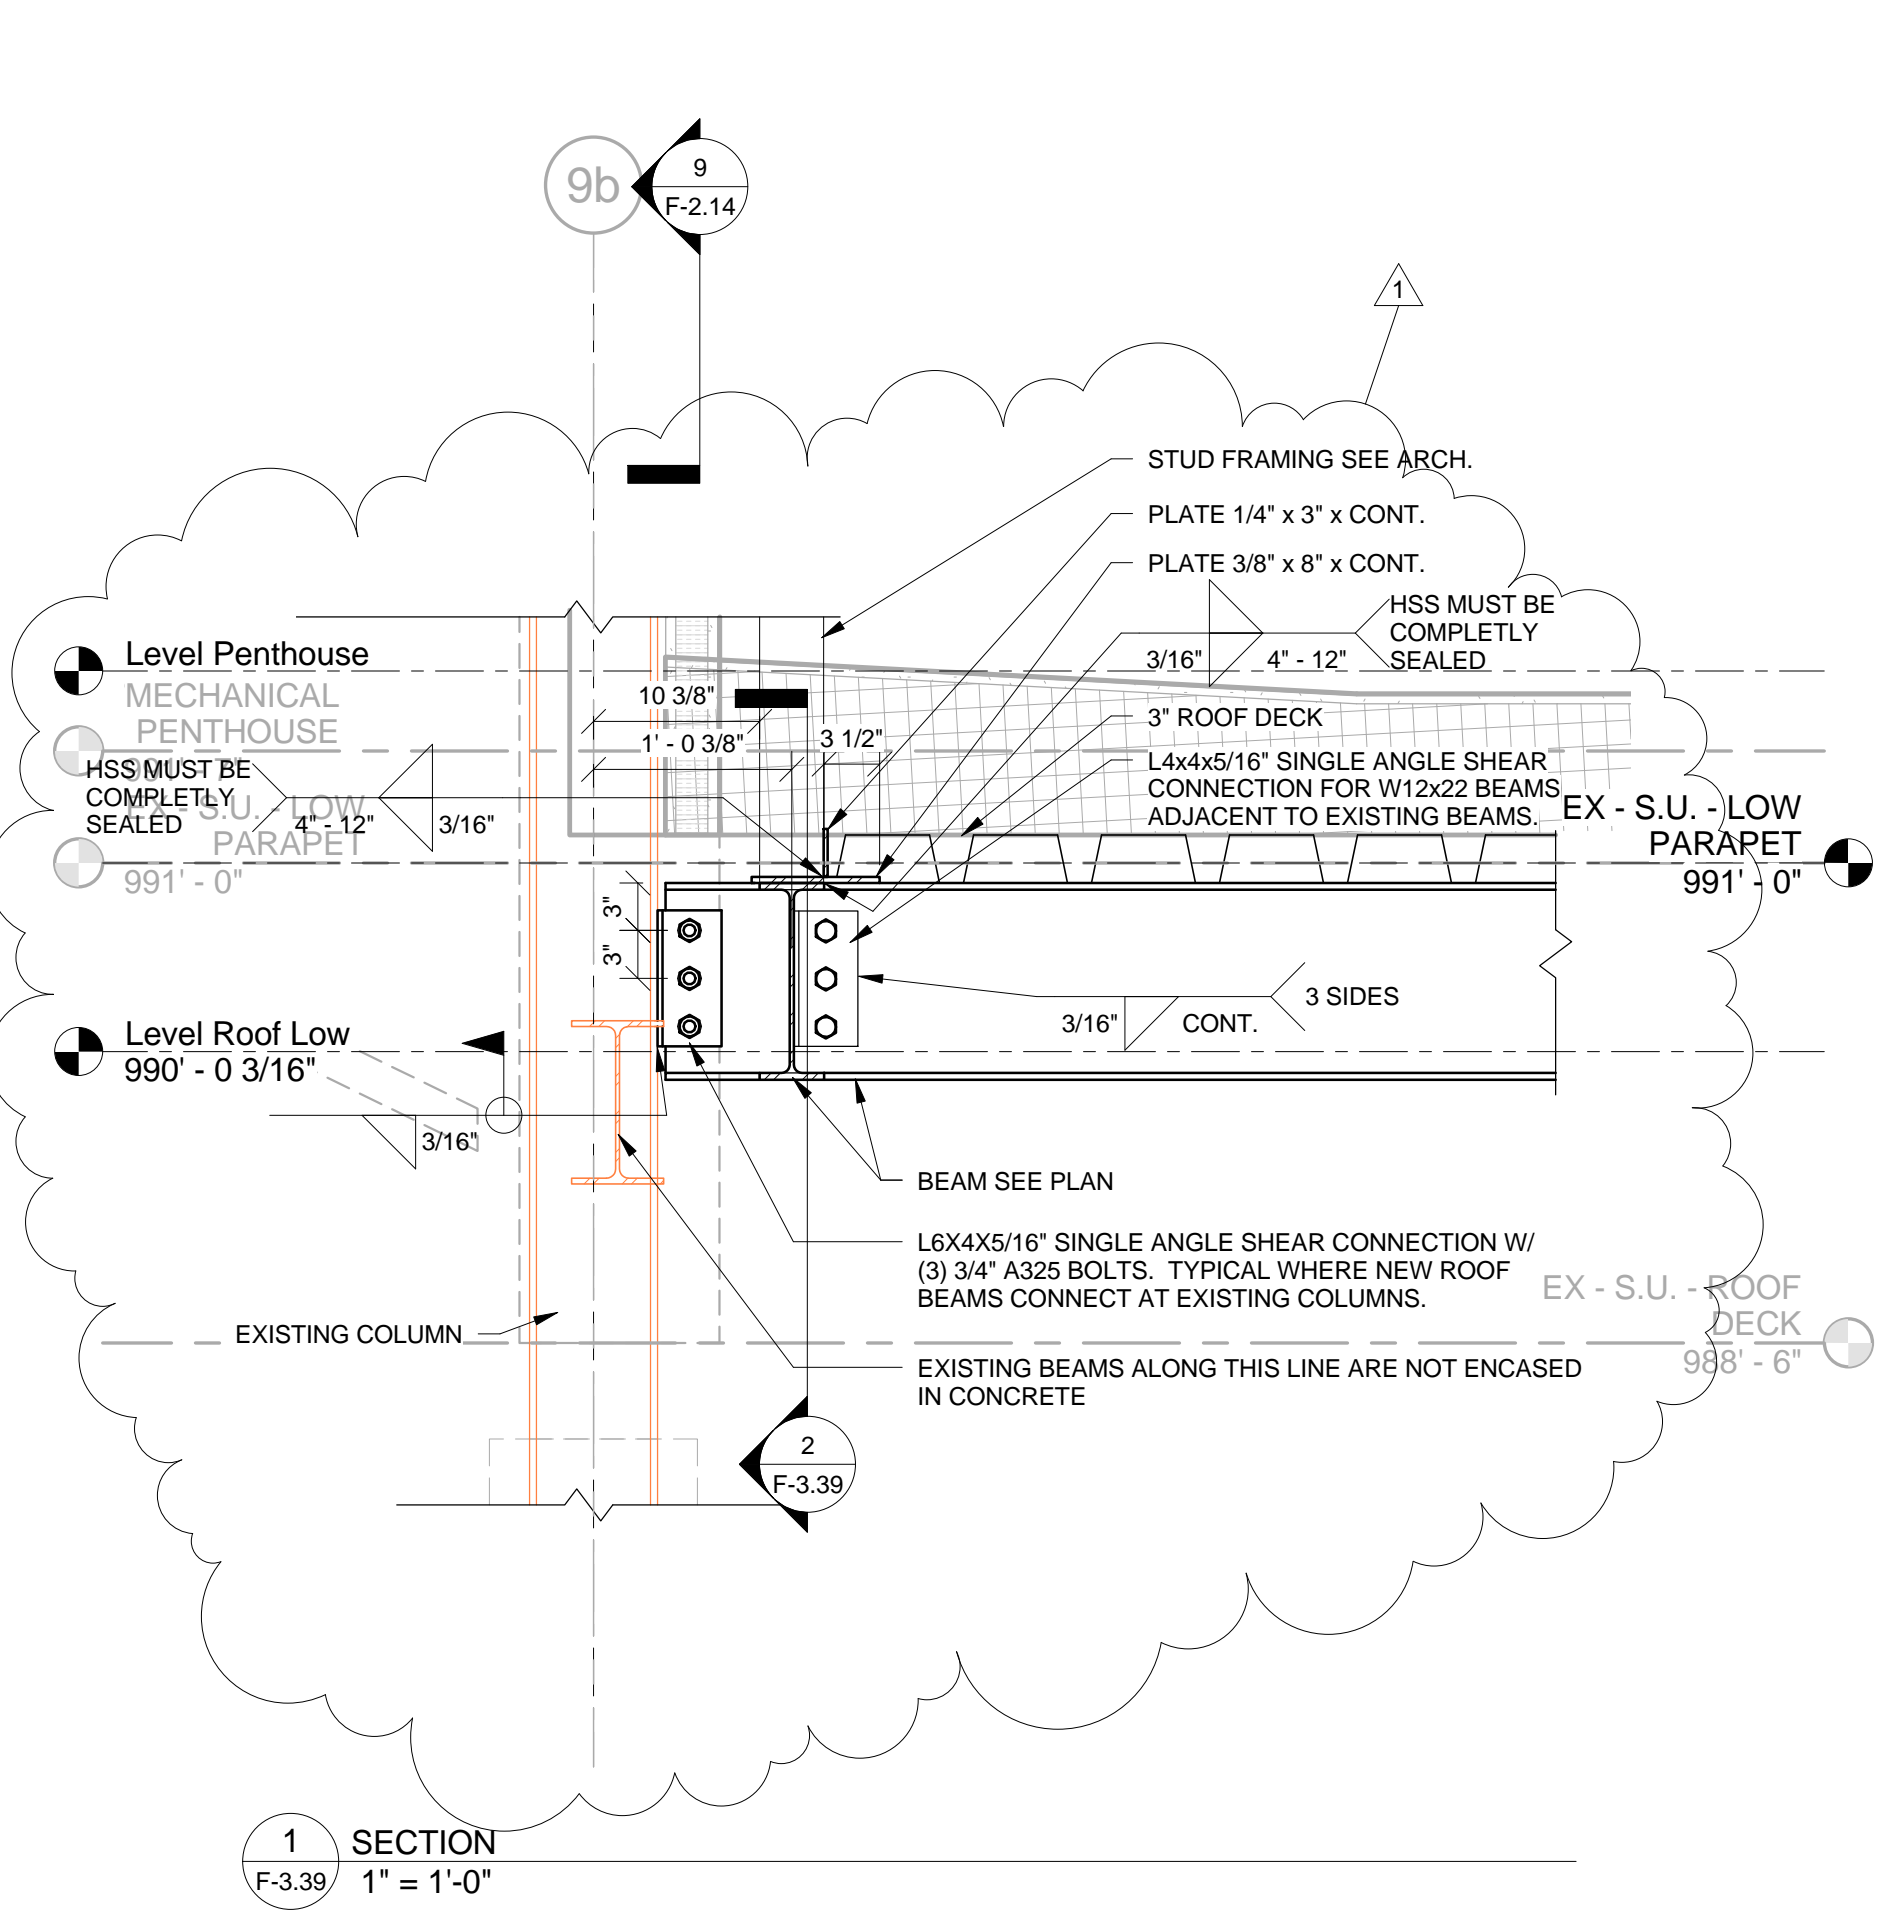 9b
9
F-2.14
1
STUD FRAMING SEE ARCH.
PLATE 1/4" x 3" x CONT.
PLATE 3/8" x 8" x CONT.
HSS MUST BE
COMPLETLY
SEALED
3/16"
4" - 12"
Level Penthouse
MECHANICAL
PENTHOUSE
991' - 7"
10 3/8"
1' - 0 3/8"
3 1/2"
3" ROOF DECK
L4x4x5/16" SINGLE ANGLE SHEAR
CONNECTION FOR W12x22 BEAMS
ADJACENT TO EXISTING BEAMS.
HSS MUST BE
COMPLETLY
SEALED
4" - 12"
3/16"
EX - S.U. - LOW
PARAPET
991' - 0"
EX - S.U. - LOW
PARAPET
991' - 0"
3"
3"
3 SIDES
3/16"
CONT.
Level Roof Low
990' - 0 3/16"
3/16"
BEAM SEE PLAN
L6X4X5/16" SINGLE ANGLE SHEAR CONNECTION W/
(3) 3/4" A325 BOLTS. TYPICAL WHERE NEW ROOF
BEAMS CONNECT AT EXISTING COLUMNS.
EX - S.U. - ROOF
DECK
988' - 6"
EXISTING COLUMN
EXISTING BEAMS ALONG THIS LINE ARE NOT ENCASED
IN CONCRETE
2
F-3.39
1
F-3.39
SECTION
1" = 1'-0"